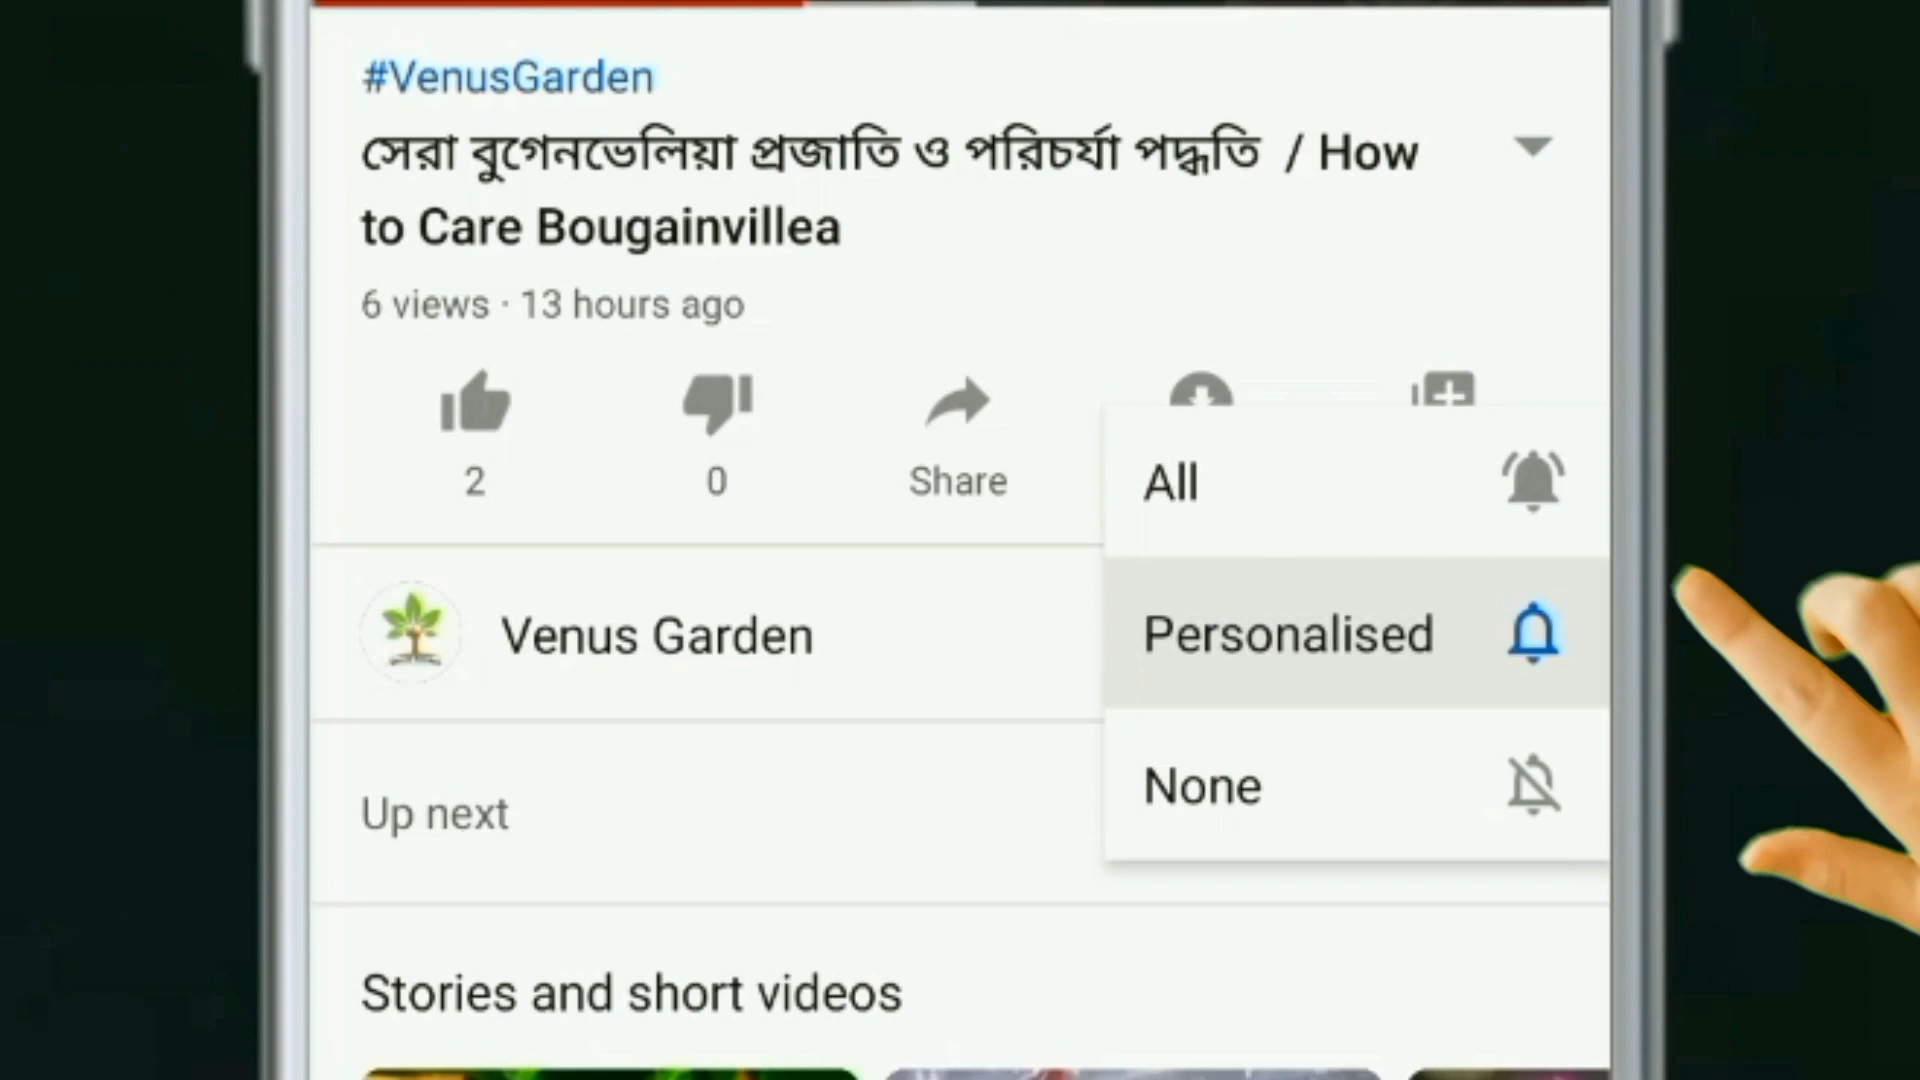 #VenusGarden
সেরা বুগেনভেলিয়া প্রজাতি ও পরিচর্যা পদ্ধতি / How
to Care Bougainvillea
6 views · 13 hours ago
2
0
Share
All
Venus Garden
Personalised
None
Up next
Stories and short videos